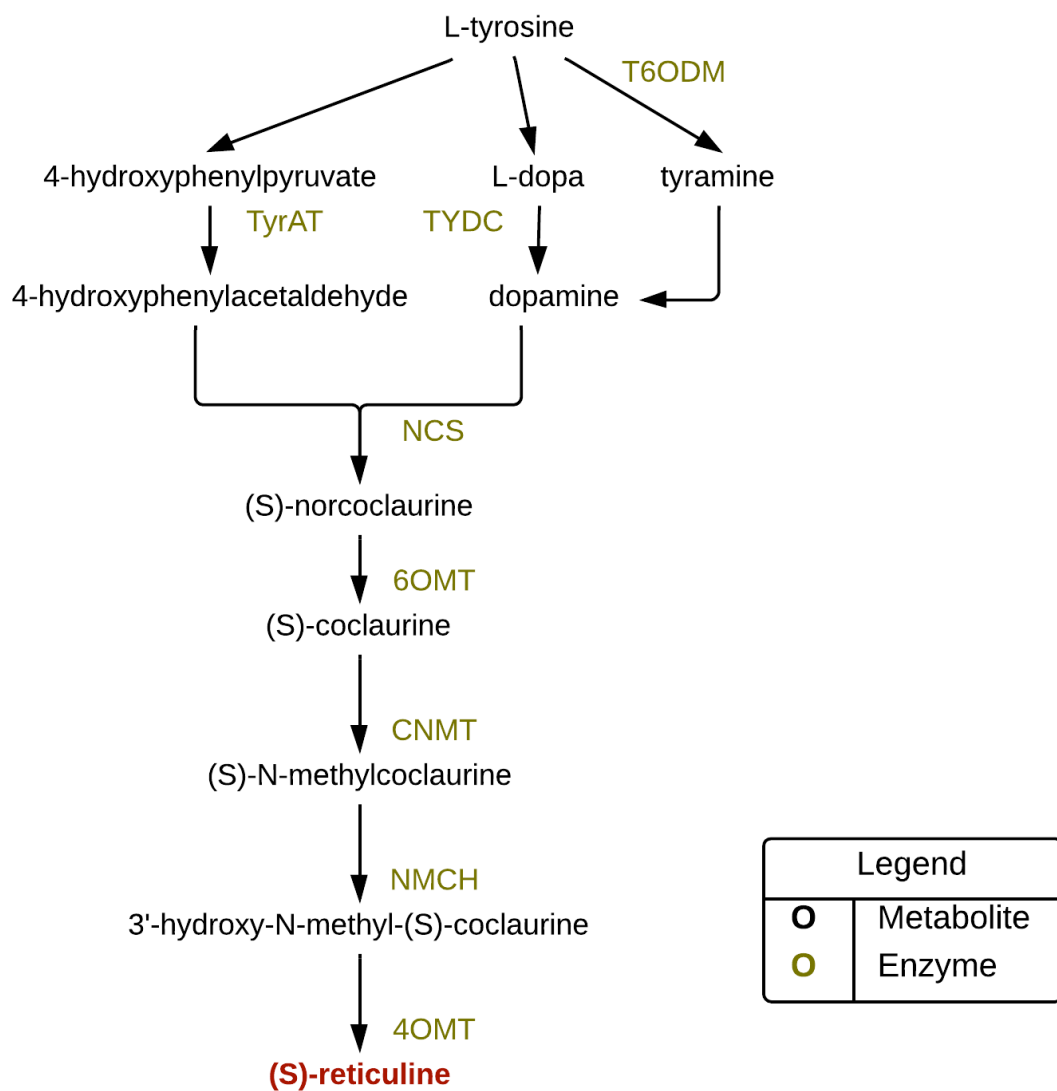 L-tyrosine
T6ODM
4-hydroxyphenylpyruvate
L-dopa
tyramine
TyrAT
TYDC
4-hydroxyphenylacetaldehyde
dopamine
NCS
(S)-norcoclaurine
6OMT
(S)-coclaurine
CNMT
(S)-N-methylcoclaurine
NMCH
3'-hydroxy-N-methyl-(S)-coclaurine
4OMT
(S)-reticuline
Legend
O Metabolite
O Enzyme